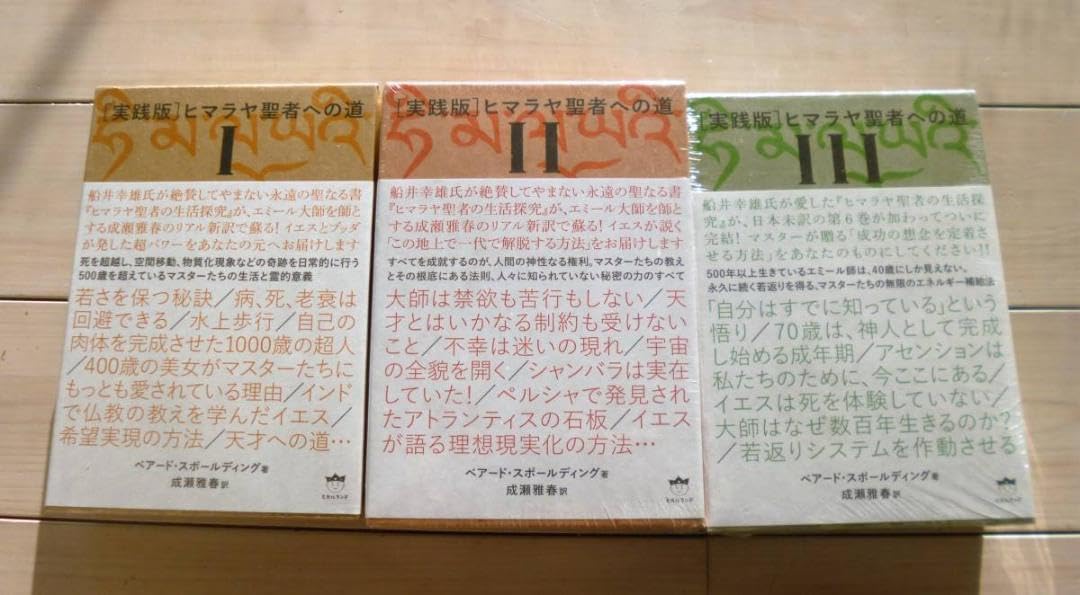 [実践版]ヒマラヤ聖者への道
I
船井幸雄氏が絶賛してやまない永遠の聖なる書
『ヒマラヤ聖者の生活探究』が、エミール大師を師と
する成瀬雅春のリアル新訳で蘇る!イエスとブッダ
が発した超パワーをあなたの元へお届けします
死を超越し、空間移動、物質化現象などの奇跡を日常的に行う
500歳を超えているマスターたちの生活と霊的意義
若さを保つ秘訣/病、死、老衰は
回避できる/水上歩行/自己の
肉体を完成させた1000歳の超人
/400歳の美女がマスターたちに
もっとも愛されている理由/インド
で仏教の教えを学んだイエス/
希望実現の方法/天才への道…
ベアード・スポールディング著
成瀬雅春訳
ヒカルランド
[実践版]ヒマラヤ聖者への道
II
船井幸雄氏が絶賛してやまない永遠の聖なる書
『ヒマラヤ聖者の生活探究』が、エミール大師を師と
する成瀬雅春のリアル新訳で蘇る!イエスが説く
「この地上で一代で解脱する方法」をお届けします
すべてを成就するのが、人間の神性なる権利。マスターたちの教え
とその根底にある法則、人々に知られていない秘密の力のすべて
大師は禁欲も苦行もしない/天
才とはいかなる制約も受けない
こと/不幸は迷いの現れ/宇宙
の全貌を開く/シャンバラは実在
していた!/ペルシャで発見され
たアトランティスの石板/イエス
が語る理想現実化の方法…
ベアード・スポールディング著
成瀬雅春訳
ヒカルランド
[実践版]ヒマラヤ聖者への道
III
船井幸雄氏が愛した『ヒマラヤ聖者の生活探
究』が、日本未訳の第6巻が加わってついに
完結!マスターが贈る「成功の想念を定着さ
せる方法」をあなたのものにしてください!!
500年以上生きているエミール師は、40歳にしか見えない。
永久に続く若返りを得る、マスターたちの無限のエネルギー補給法
「自分はすでに知っている」という
悟り/70歳は、神人として完成
し始める成年期/アセンションは
私たちのために、今ここにある/
イエスは死を体験していない/
大師はなぜ数百年生きるのか?
/若返りシステムを作動させる
ベアード・スポールディング著
成瀬雅春訳
ヒカルランド